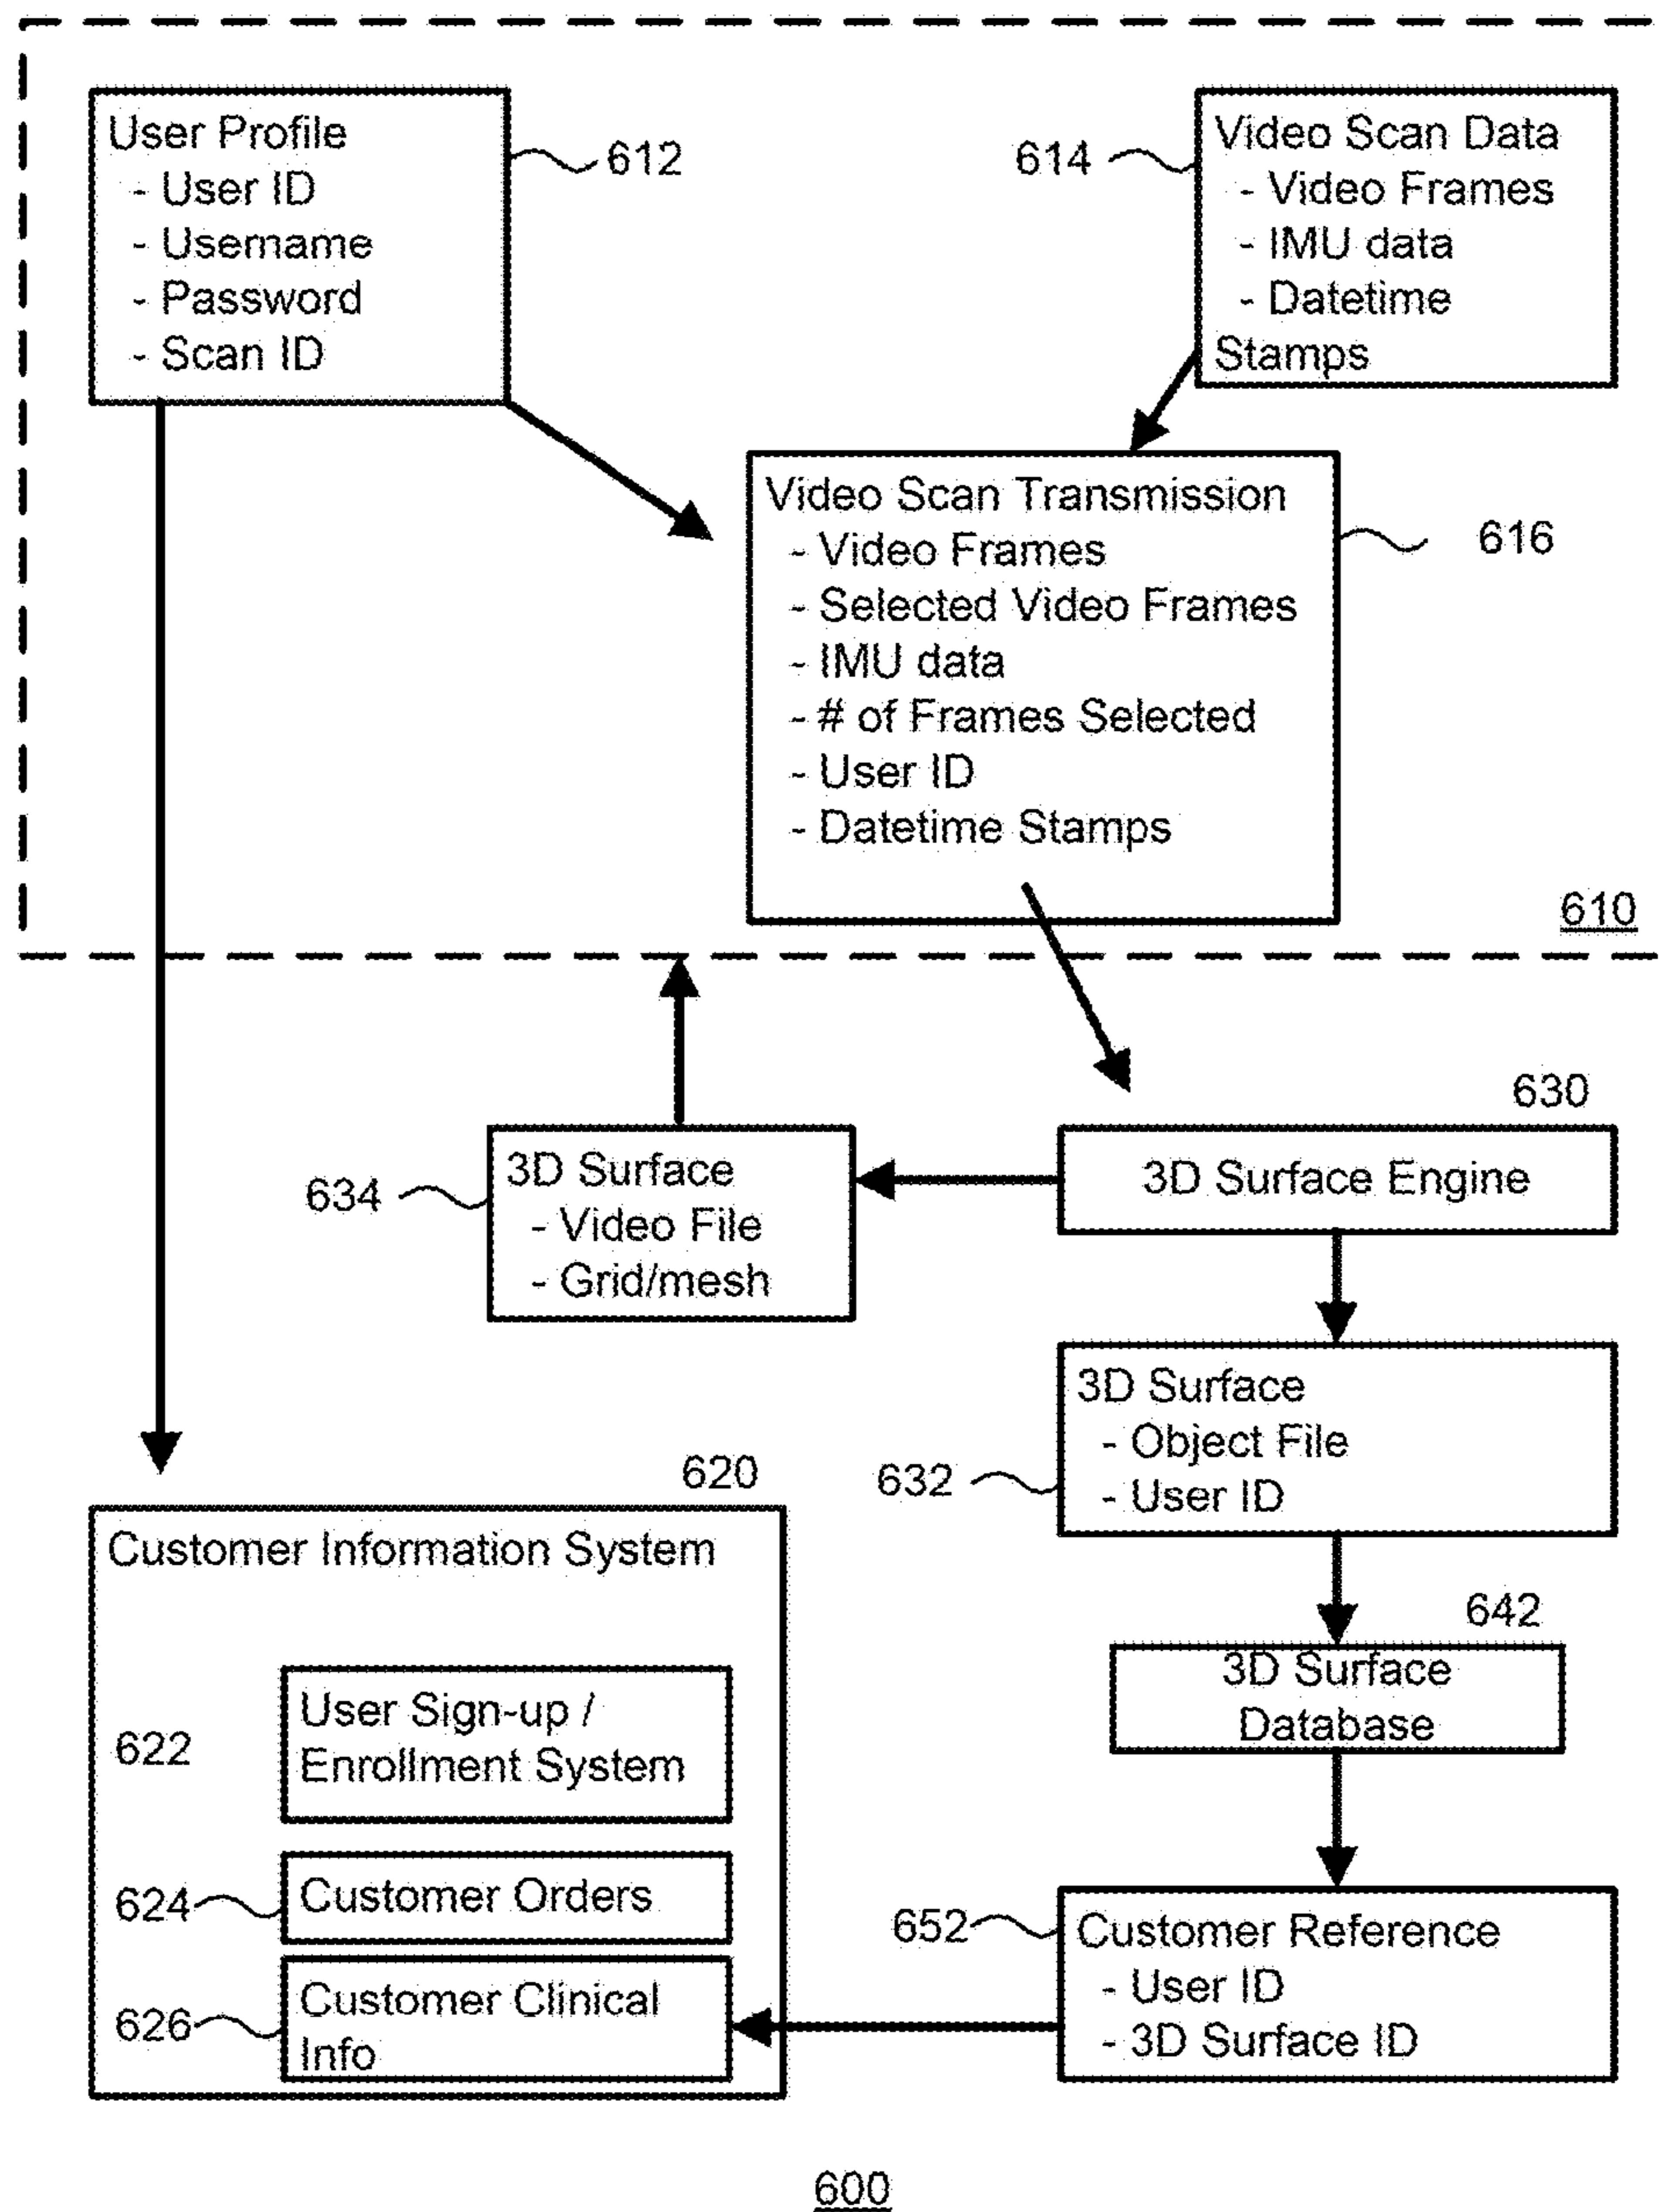 User Profile
- User ID
- Username
- Password
- Scan ID
612
614
Video Scan Data
- Video Frames
- IMU data
- Datetime
Stamps
Video Scan Transmission
- Video Frames
- Selected Video Frames
- IMU data
- # of Frames Selected
- User ID
- Datetime Stamps
616
610
630
3D Surface Engine
634
3D Surface
- Video File
- Grid/mesh
632
3D Surface
- Object File
- User ID
642
3D Surface
Database
652
Customer Reference
- User ID
- 3D Surface ID
620
Customer Information System
622
User Sign-up /
Enrollment System
624
Customer Orders
626
Customer Clinical
Info
600